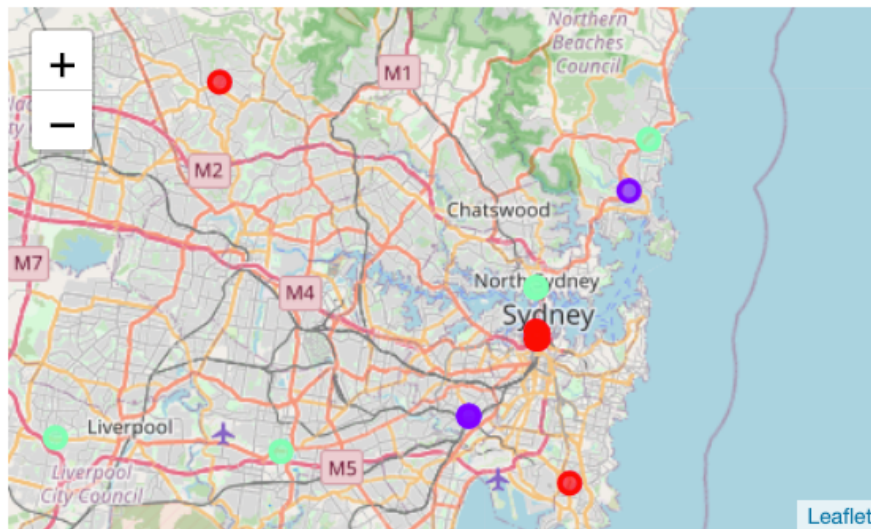 Northern
Beaches
Council
+
−
M1
M2
Chatswood
M7
M4
North Sydney
Sydney
Liverpool
Liverpool
City Council
M5
Leaflet